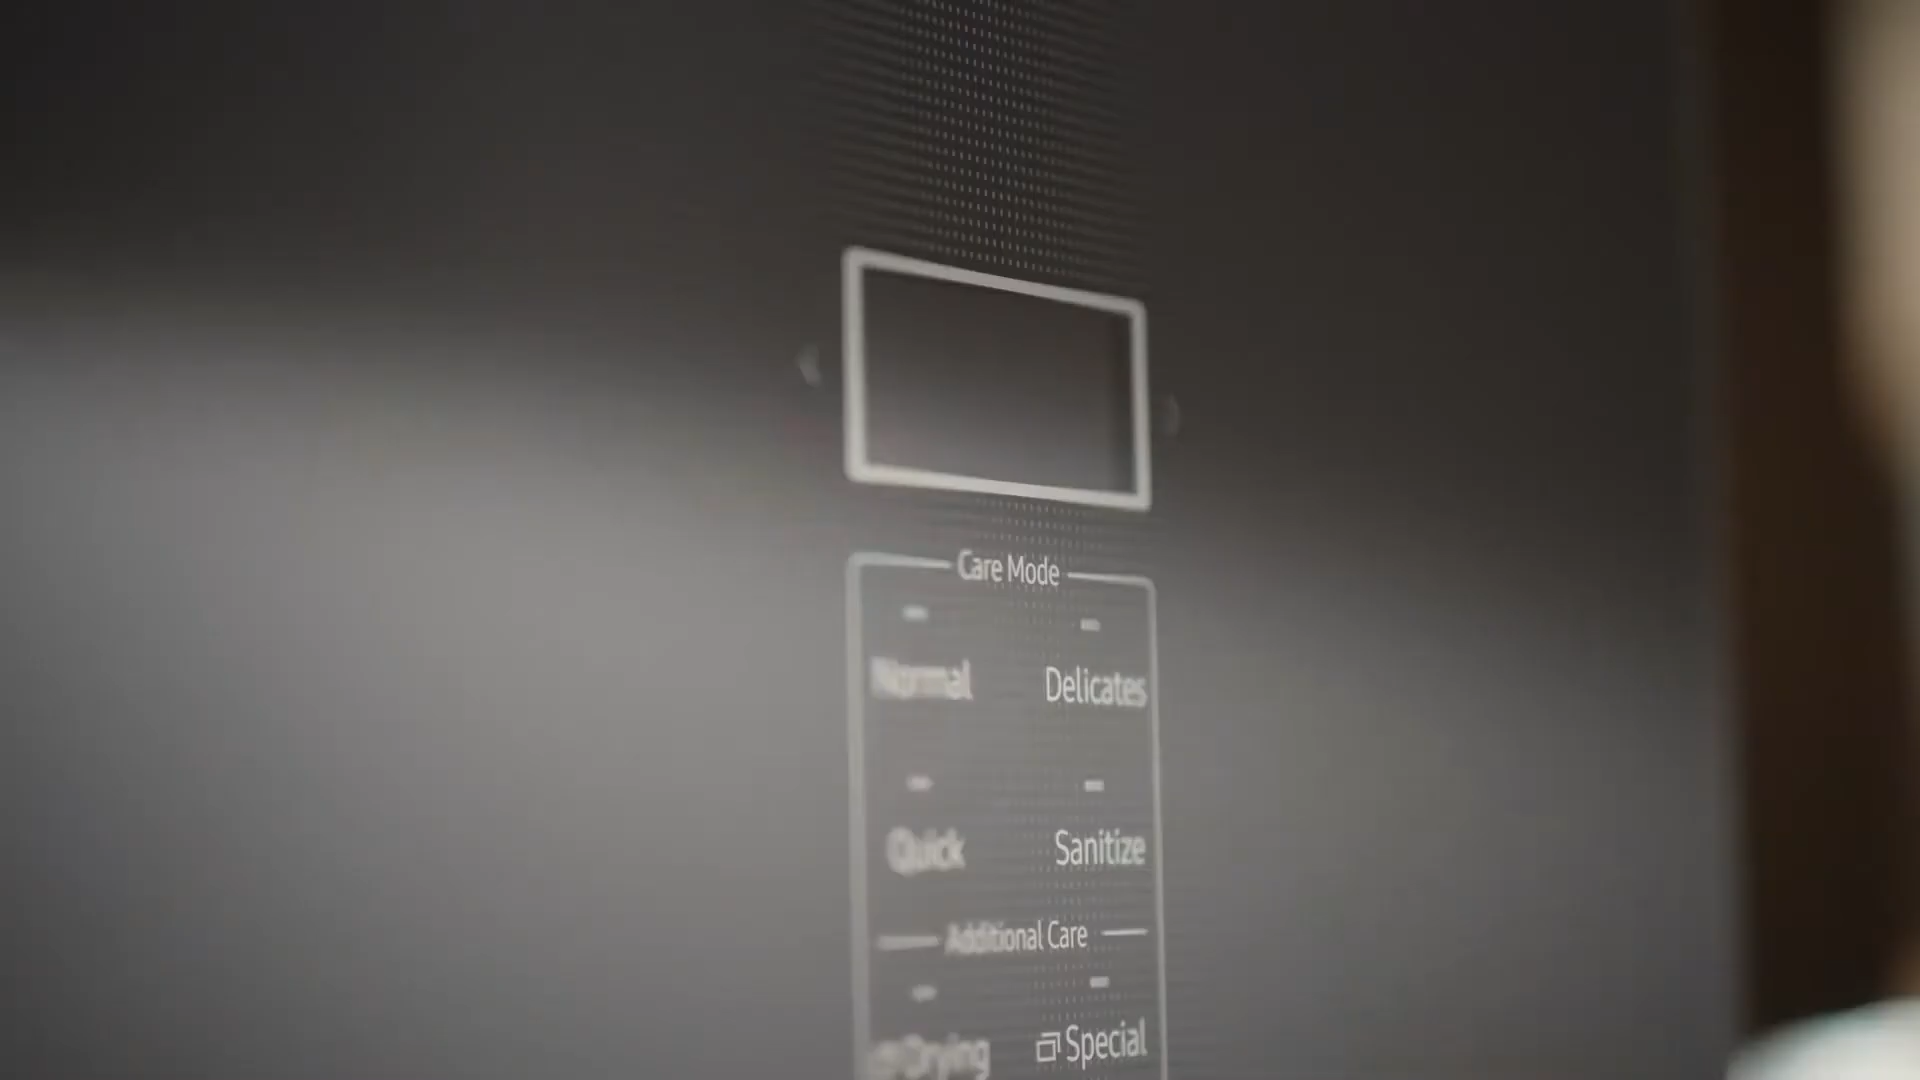 Care Mode
Normal Delicates
Quick Sanitize
Additional Care
Drying Special